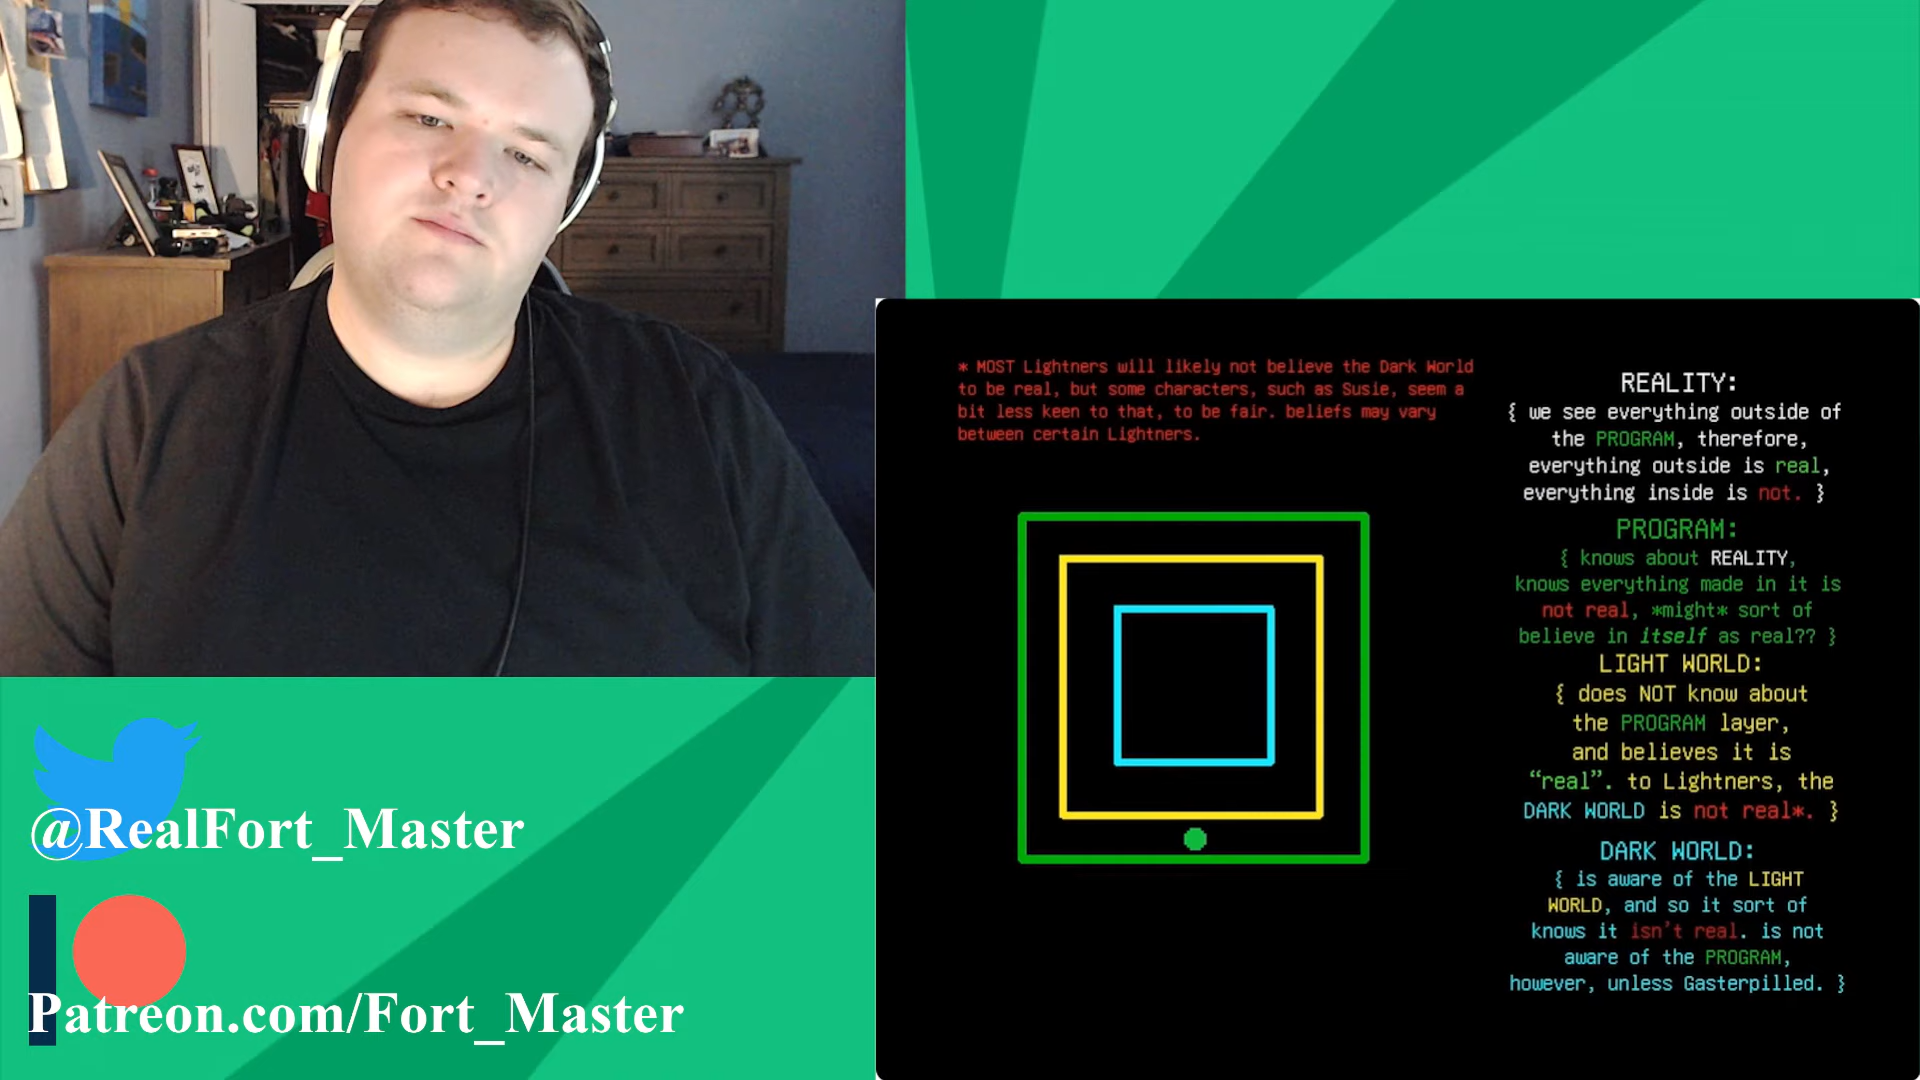 * MOST Lightners will likely not believe the Dark World
to be real, but some characters, such as Susie, seem a
bit less keen to that, to be fair. beliefs may vary
between certain Lightners.
REALITY:
{ we see everything outside of
the PROGRAM, therefore,
everything outside is real,
everything inside is not. }
PROGRAM:
{ knows about REALITY,
knows everything made in it is
not real, *might* sort of
believe in itself as real?? }
LIGHT WORLD:
{ does NOT know about
the PROGRAM layer,
and believes it is
“real”. to Lightners, the
DARK WORLD is not real*. }
DARK WORLD:
{ is aware of the LIGHT
WORLD, and so it sort of
knows it isn't real. is not
aware of the PROGRAM,
however, unless Gasterpilled. }
@RealFort_Master
Patreon.com/Fort_Master